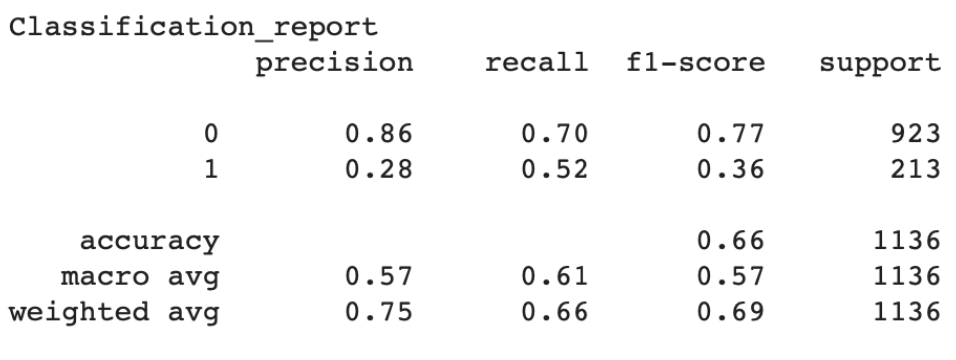 Classification_report
precision recall f1-score support
0 0.86 0.70 0.77 923
1 0.28 0.52 0.36 213
accuracy 0.66 1136
macro avg 0.57 0.61 0.57 1136
weighted avg 0.75 0.66 0.69 1136